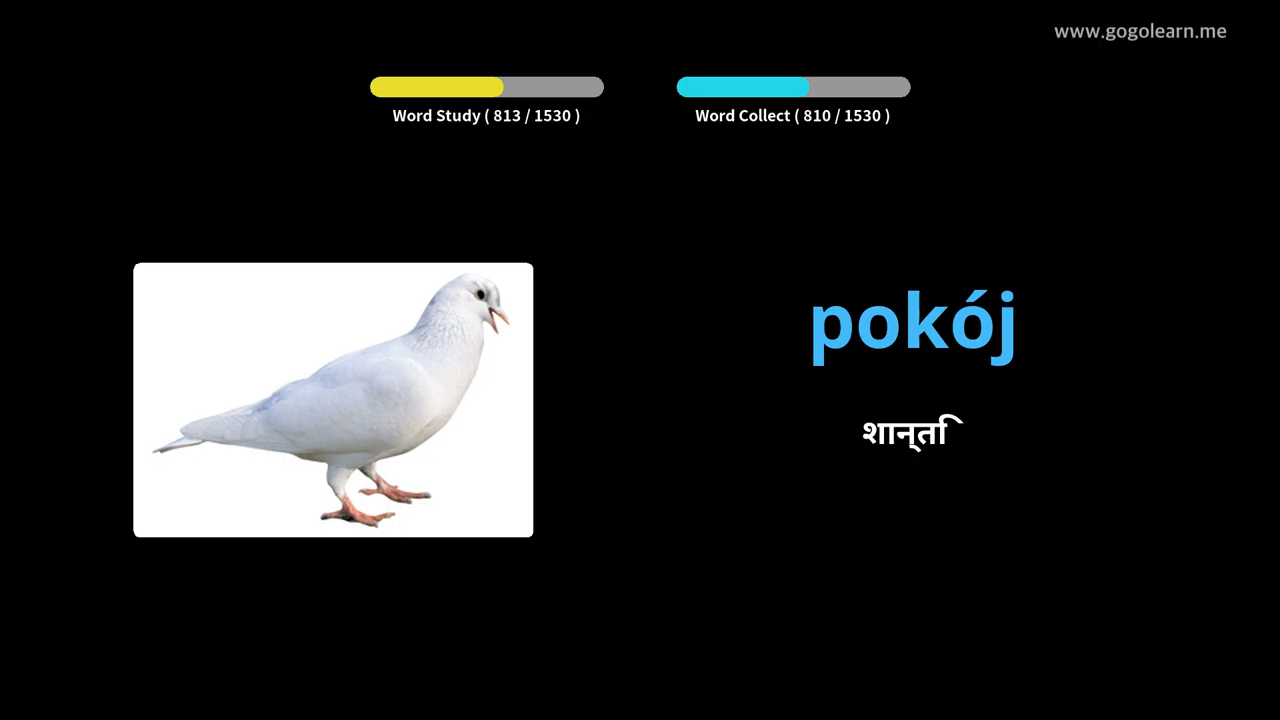 www.gogolearn.me
Word Study ( 813 / 1530 )
Word Collect ( 810 / 1530 )
pokój
शान्ति